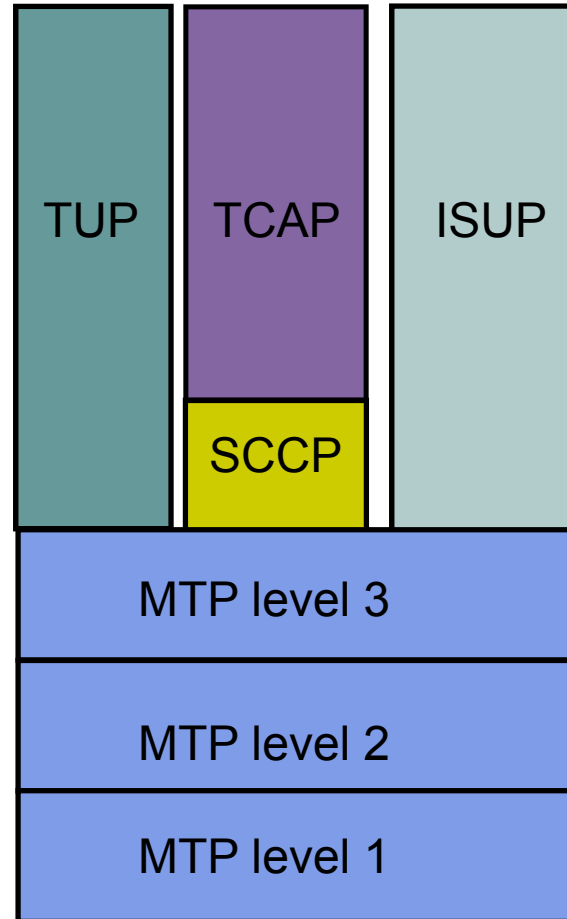 TUP
TCAP
ISUP
SCCP
MTP level 3
MTP level 2
MTP level 1